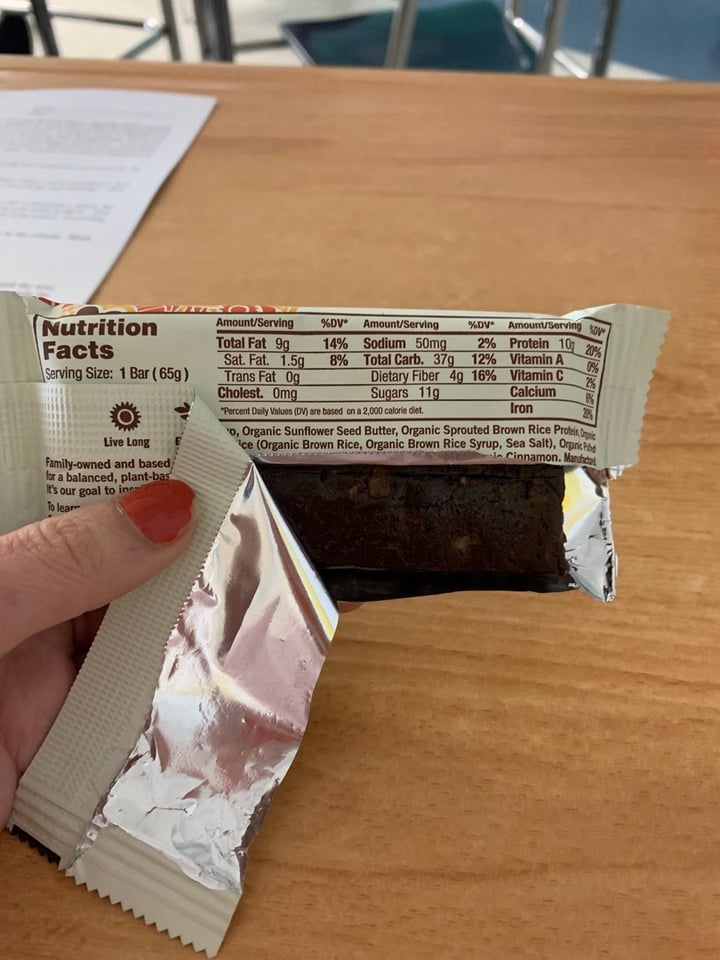 Nutrition
Facts
Serving Size: 1 Bar (65g)
Amount/Serving %DV* Amount/Serving %DV* Amount/Serving %DV*
Total Fat 9g 14% Sodium 50mg 2% Protein 10g 20%
Sat. Fat. 1.5g 8% Total Carb. 37g 12% Vitamin A 0%
Trans Fat 0g Dietary Fiber 4g 16% Vitamin C 2%
Cholest. 0mg Sugars 11g Calcium 6%
*Percent Daily Values (DV) are based on a 2,000 calorie diet. Iron 20%
Organic Sunflower Seed Butter, Organic Sprouted Brown Rice Protein, Organic
(Organic Brown Rice, Organic Brown Rice Syrup, Sea Salt), Organic
Cinnamon.
Live Long
Family-owned and based
for a balanced,
It's our goal to
To